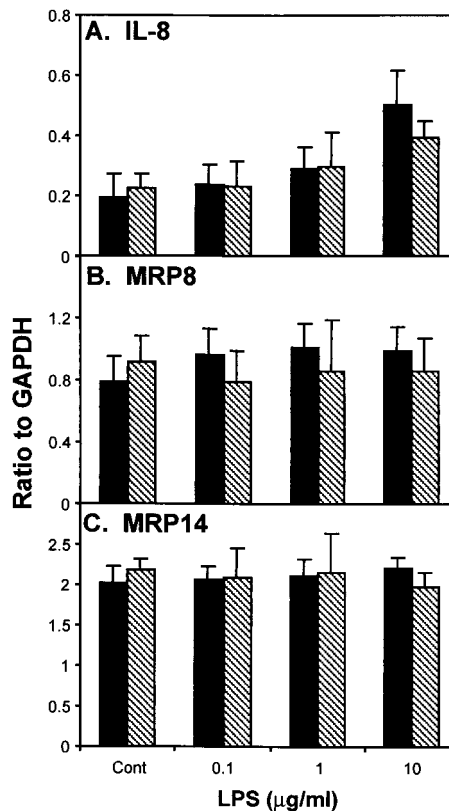 A. IL-8
0.8
0.6
0.4
0.2
0
B. MRP8
1.2
0.8
0.4
0
C. MRP14
2.5
2
1.5
1
0.5
0
Ratio to GAPDH
Cont 0.1 1 10
LPS (μg/ml)